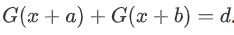 G(x + a) + G(x + b) = d.